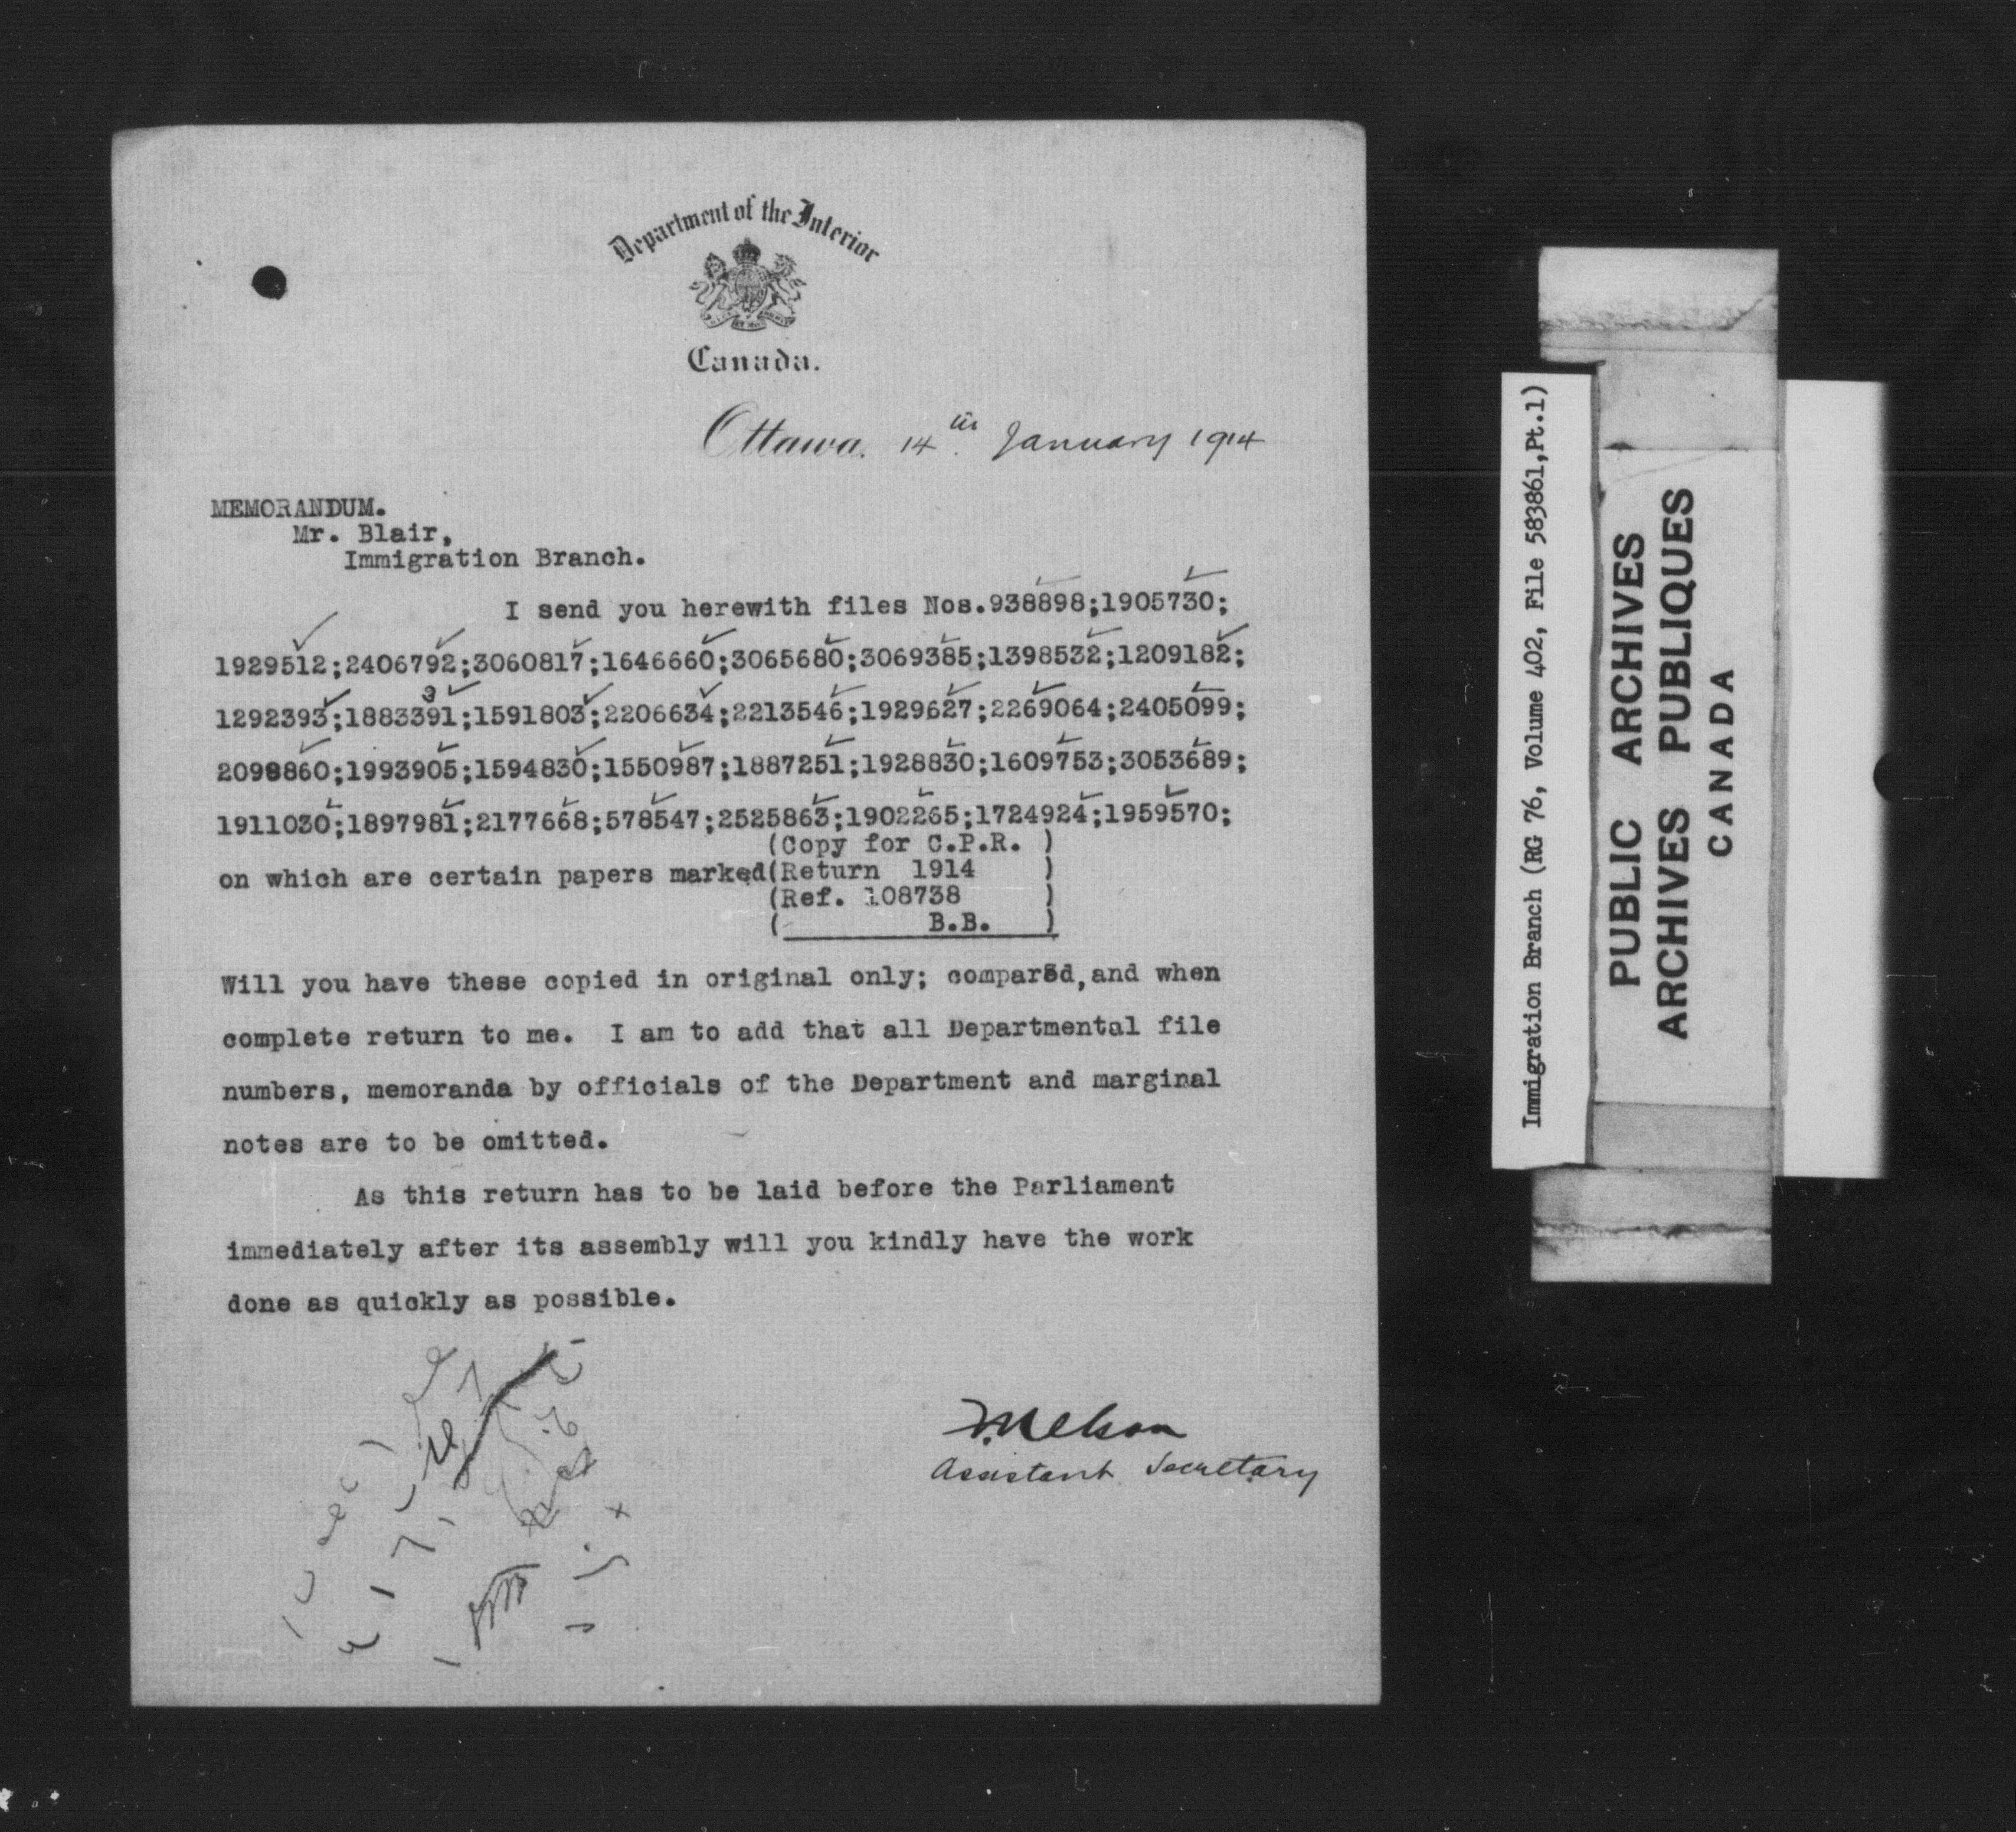 Department of the Interior
Canada.
Ottawa. 14th January 1914
MEMORANDUM.
Mr. Blair,
Immigration Branch.
I send you herewith files Nos.938898;1905730;
1929512;2406792;3060817;1646660;3065680;3069385;1398532;1209182;
3
1292393;1883391;1591803;2206634;2213546;1929627;2269064;2405099;
2098860;1993905;1594830;1550987;1887251;1928830;1609753;3053689;
1911030;1897981;2177668;578547;2525863;1902265;1724924;1959570;
(Copy for C.P.R. )
on which are certain papers marked(Return 1914 )
(Ref. 108738 )
( B.B. )
Will you have these copied in original only; compared,and when
complete return to me. I am to add that all Departmental file
numbers, memoranda by officials of the Department and marginal
notes are to be omitted.
As this return has to be laid before the Parliament
immediately after its assembly will you kindly have the work
done as quickly as possible.
Assistant Secretary
Immigration Branch (RG 76, Volume 402, File 583861,Pt.1)
PUBLIC ARCHIVES
ARCHIVES PUBLIQUES
CANADA